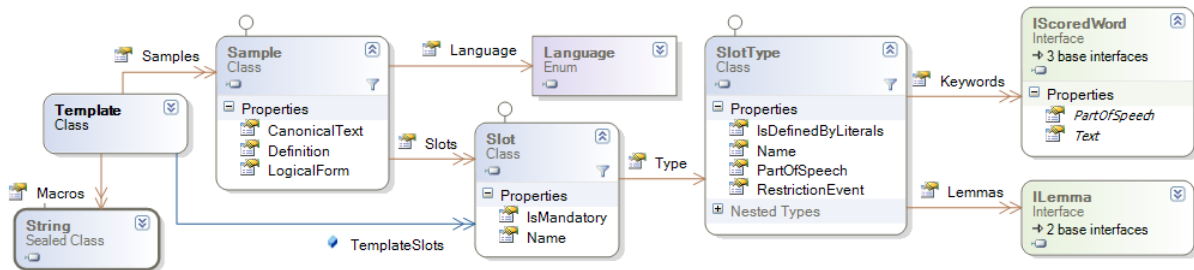 Samples
Template
Class
Macros
String
Sealed Class
Sample
Class
Properties
CanonicalText
Definition
LogicalForm
Language
Language
Enum
Slots
TemplateSlots
Slot
Class
Properties
IsMandatory
Name
Type
SlotType
Class
Properties
IsDefinedByLiterals
Name
PartOfSpeech
RestrictionEvent
Nested Types
Keywords
IScoredWord
Interface
3 base interfaces
Properties
PartOfSpeech
Text
Lemmas
ILemma
Interface
2 base interfaces